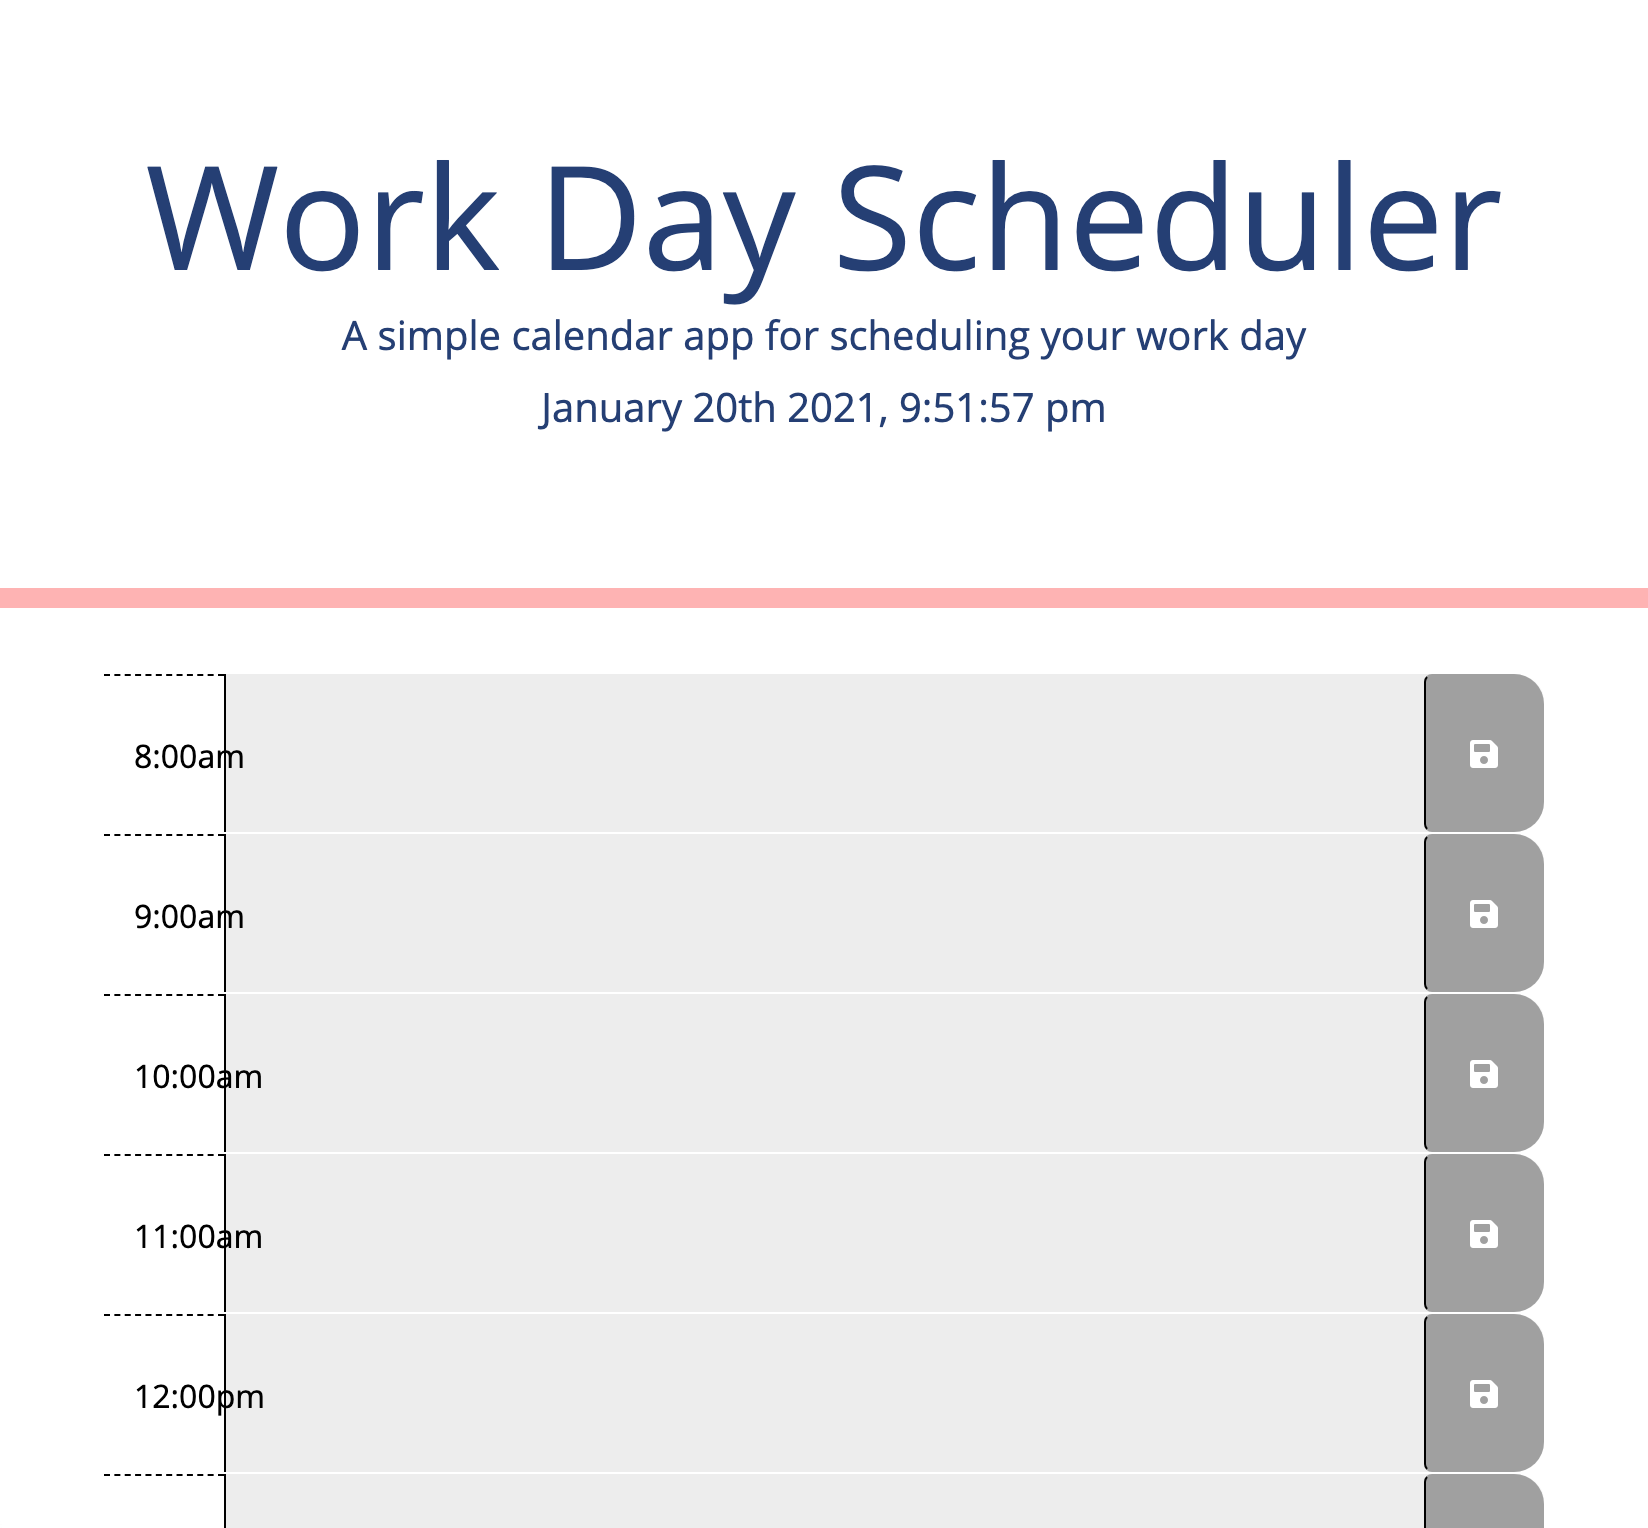 Work Day Scheduler
A simple calendar app for scheduling your work day
January 20th 2021, 9:51:57 pm
8:00am
9:00am
10:00am
11:00am
12:00pm